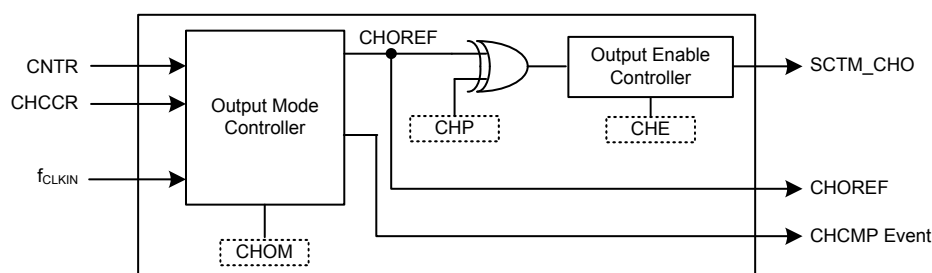 CNTR
CHCCR
fCLKIN
Output Mode
Controller
CHOM
CHOREF
CHP
Output Enable
Controller
CHE
SCTM_CHO
CHOREF
CHCMP Event